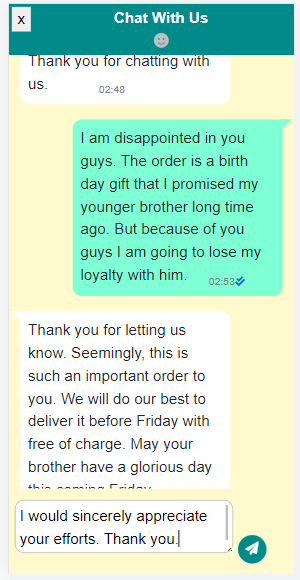 x
Chat With Us
Thank you for chatting with
us.
02:48
I am disappointed in you
guys. The order is a birth
day gift that I promised my
younger brother long time
ago. But because of you
guys I am going to lose my
loyalty with him.
02:53
Thank you for letting us
know. Seemingly, this is
such an important order to
you. We will do our best to
deliver it before Friday with
free of charge. May your
brother have a glorious day
this coming Friday
I would sincerely appreciate
your efforts. Thank you.